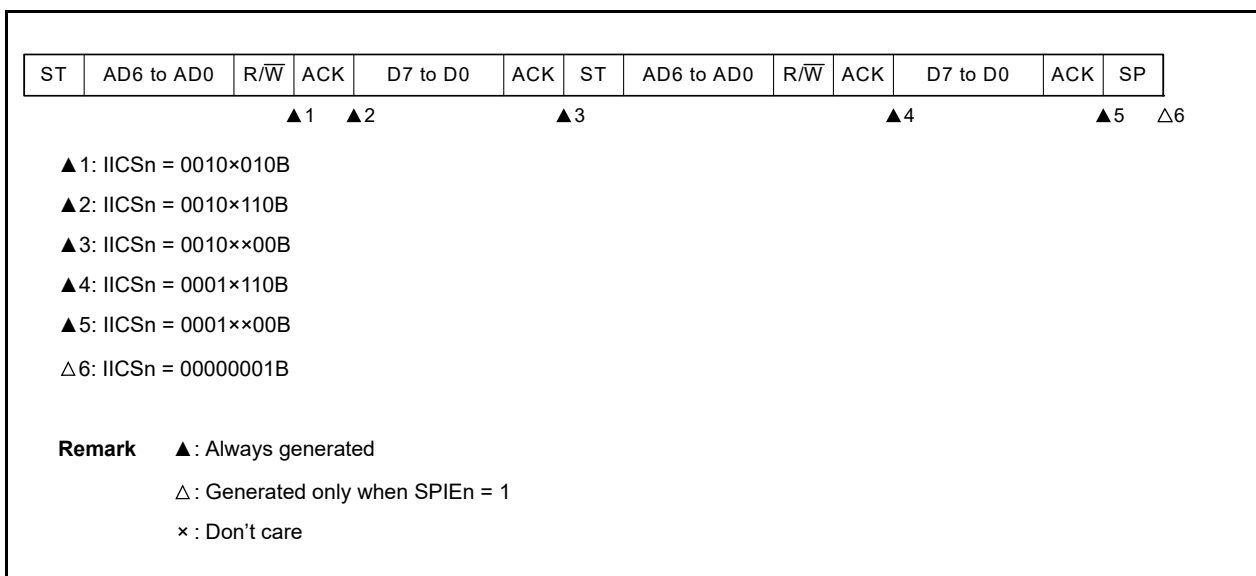 ST AD6 to AD0 R/W̅ ACK D7 to D0 ACK ST AD6 to AD0 R/W̅ ACK D7 to D0 ACK SP
▲1 ▲2 ▲3 ▲4 ▲5 △6
▲1: IICSn = 0010×010B
▲2: IICSn = 0010×110B
▲3: IICSn = 0010××00B
▲4: IICSn = 0001×110B
▲5: IICSn = 0001××00B
△6: IICSn = 00000001B
Remark ▲: Always generated
△: Generated only when SPIEn = 1
×: Don't care